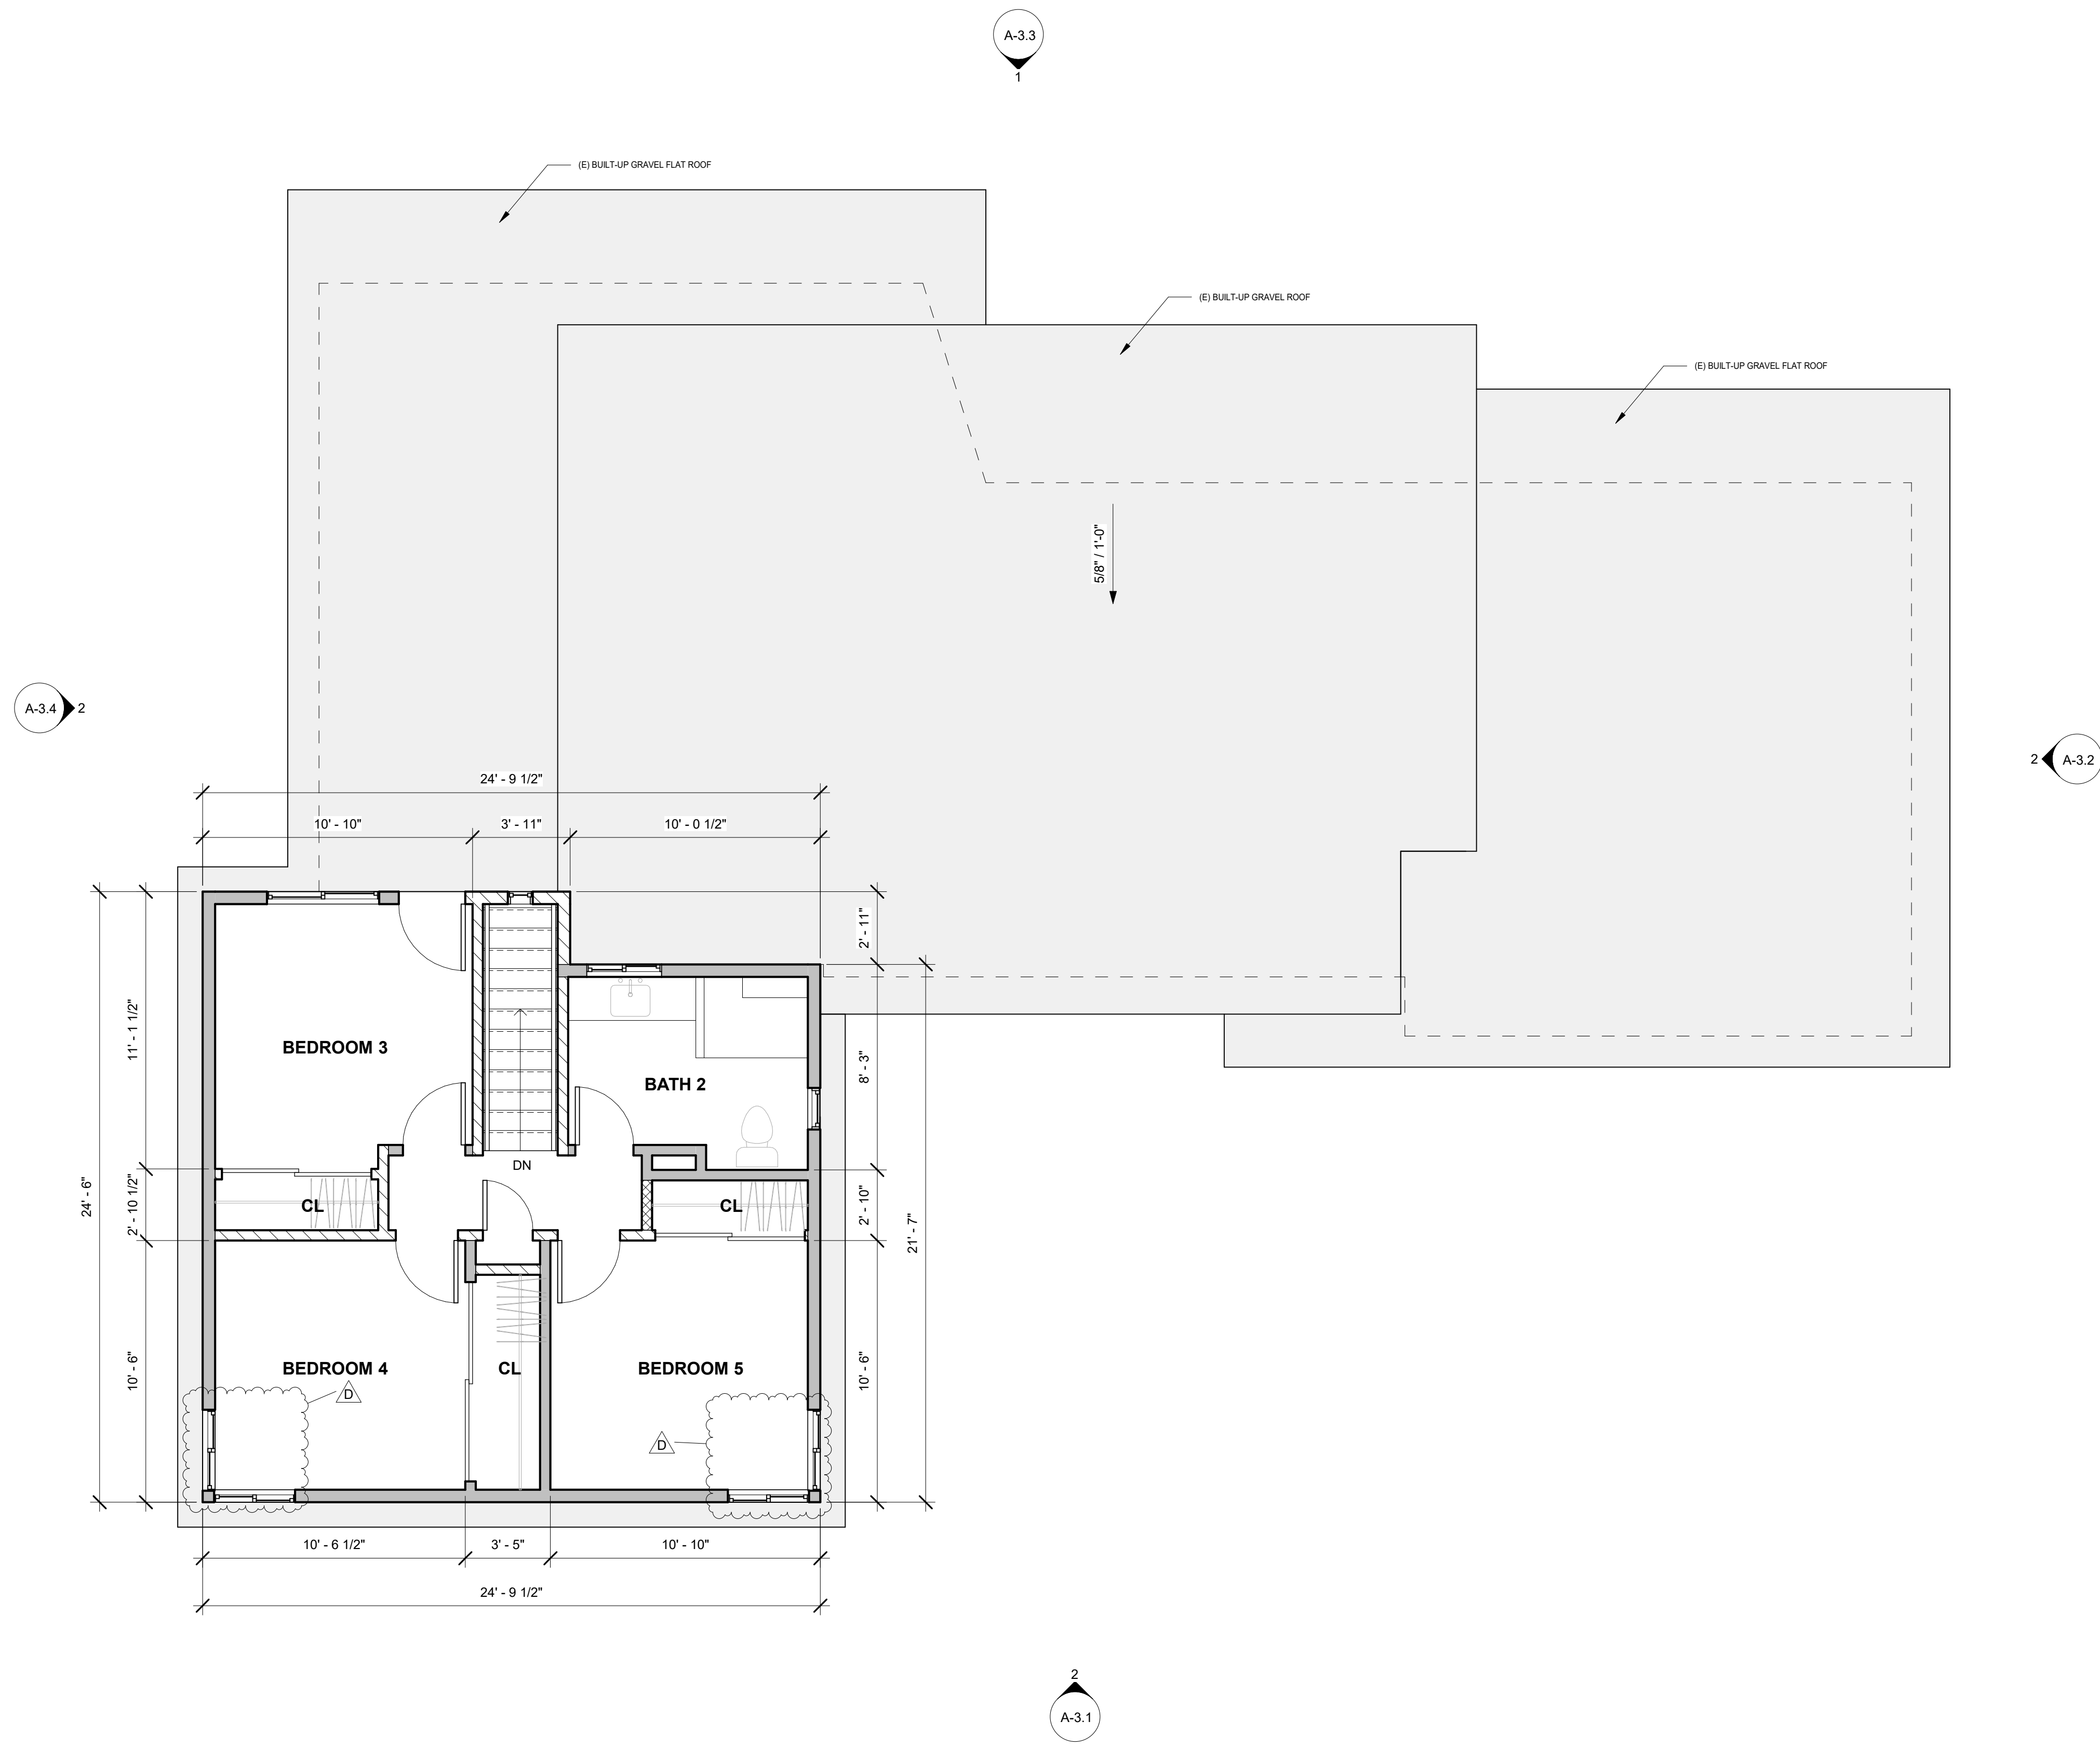 A-3.3
1
(E) BUILT-UP GRAVEL FLAT ROOF
(E) BUILT-UP GRAVEL ROOF
(E) BUILT-UP GRAVEL FLAT ROOF
5/8" / 1'-0"
A-3.4
2
2
A-3.2
24' - 9 1/2"
10' - 10"
3' - 11"
10' - 0 1/2"
2' - 11"
11' - 1 1/2"
BEDROOM 3
BATH 2
8' - 3"
DN
24' - 6"
2' - 10 1/2"
CL
CL
2' - 10"
21' - 7"
10' - 6"
BEDROOM 4
CL
BEDROOM 5
10' - 6"
D
D
10' - 6 1/2"
3' - 5"
10' - 10"
24' - 9 1/2"
2
A-3.1